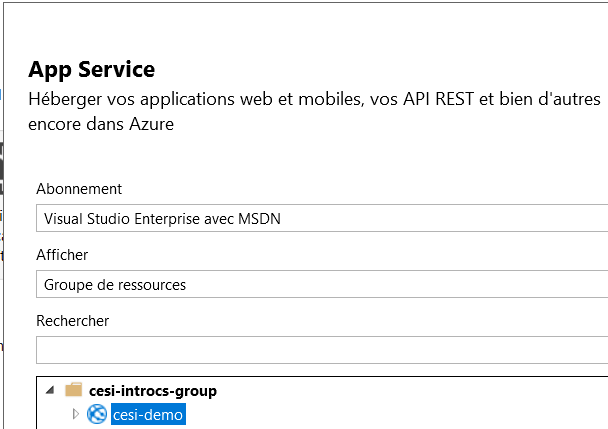 App Service
Héberger vos applications web et mobiles, vos API REST et bien d'autres
encore dans Azure
Abonnement
Visual Studio Enterprise avec MSDN
Afficher
Groupe de ressources
Rechercher
cesi-introcs-group
cesi-demo